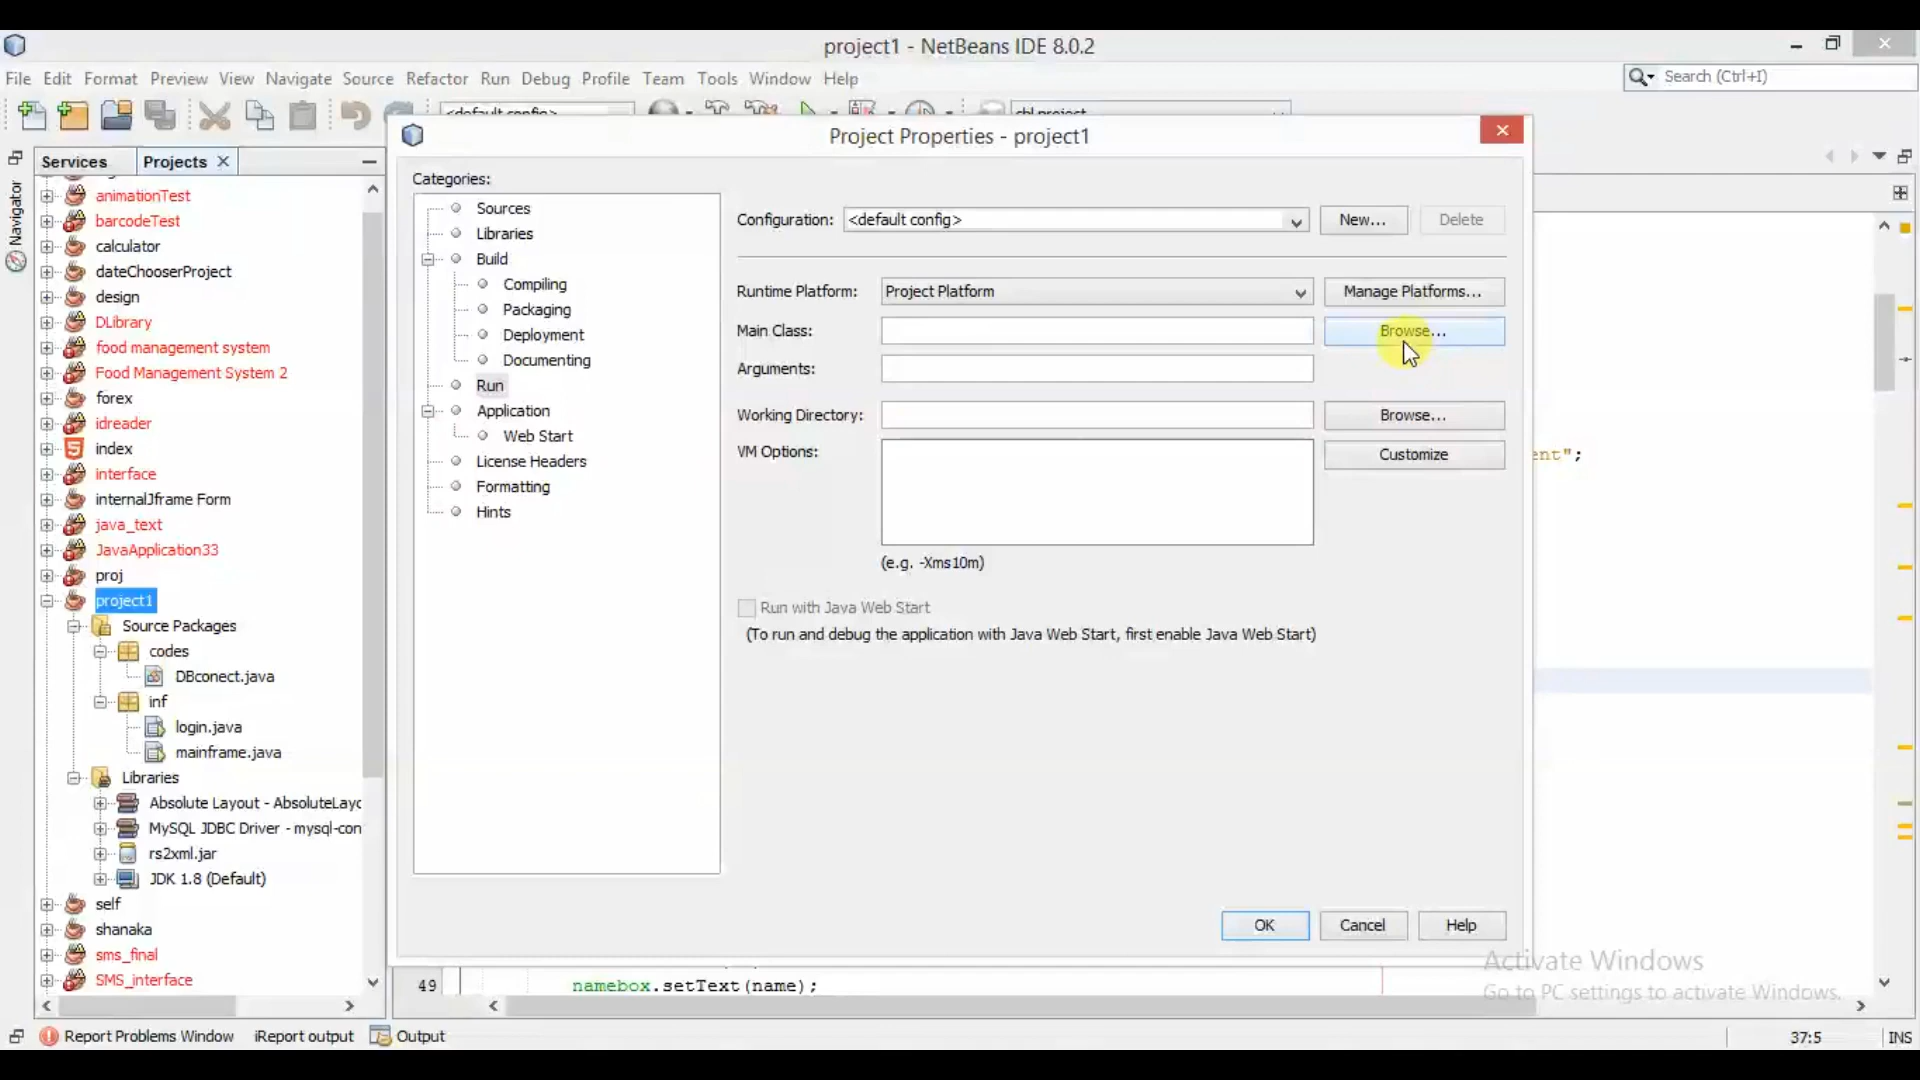 project1 - NetBeans IDE 8.0.2
File Edit Format Preview View Navigate Source Refactor Run Debug Profile Team Tools Window Help
Search (Ctrl+I)
<default config>
Project Properties - project1
Services
Projects
Navigator
animationTest
barcodeTest
calculator
dateChooserProject
design
DLibrary
food management system
Food Management System 2
forex
idreader
index
interface
internalJframe Form
java_text
JavaApplication33
proj
project1
Source Packages
codes
DBconect.java
inf
login.java
mainframe.java
Libraries
Absolute Layout - AbsoluteLayc
MySQL JDBC Driver - mysql-con
rs2xml.jar
JDK 1.8 (Default)
self
shanaka
sms_final
SMS_interface
Categories:
Sources
Libraries
Build
Compiling
Packaging
Deployment
Documenting
Run
Application
Web Start
License Headers
Formatting
Hints
Configuration: <default config> New... Delete
Runtime Platform: Project Platform Manage Platforms...
Main Class: Browse...
Arguments:
Working Directory: Browse...
VM Options: Customize
(e.g. -Xms10m)
Run with Java Web Start
(To run and debug the application with Java Web Start, first enable Java Web Start)
OK Cancel Help
ent";
49 namebox.setText(name);
Activate Windows
Go to PC settings to activate Windows.
Report Problems Window iReport output Output
37:5 INS